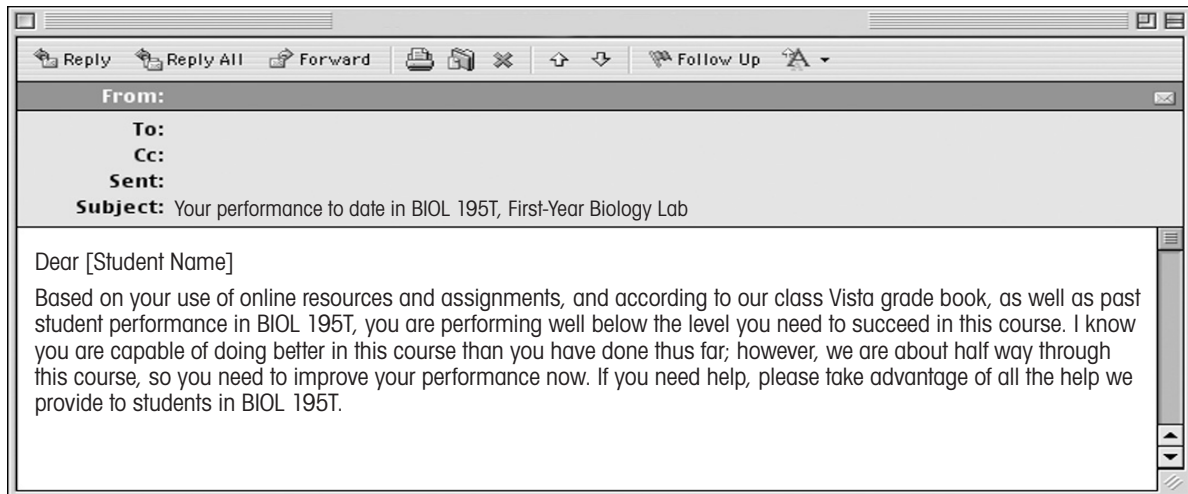 Reply Reply All Forward Follow Up
From:
To:
Cc:
Sent:
Subject: Your performance to date in BIOL 195T, First-Year Biology Lab
Dear [Student Name]
Based on your use of online resources and assignments, and according to our class Vista grade book, as well as past
student performance in BIOL 195T, you are performing well below the level you need to succeed in this course. I know
you are capable of doing better in this course than you have done thus far; however, we are about half way through
this course, so you need to improve your performance now. If you need help, please take advantage of all the help we
provide to students in BIOL 195T.